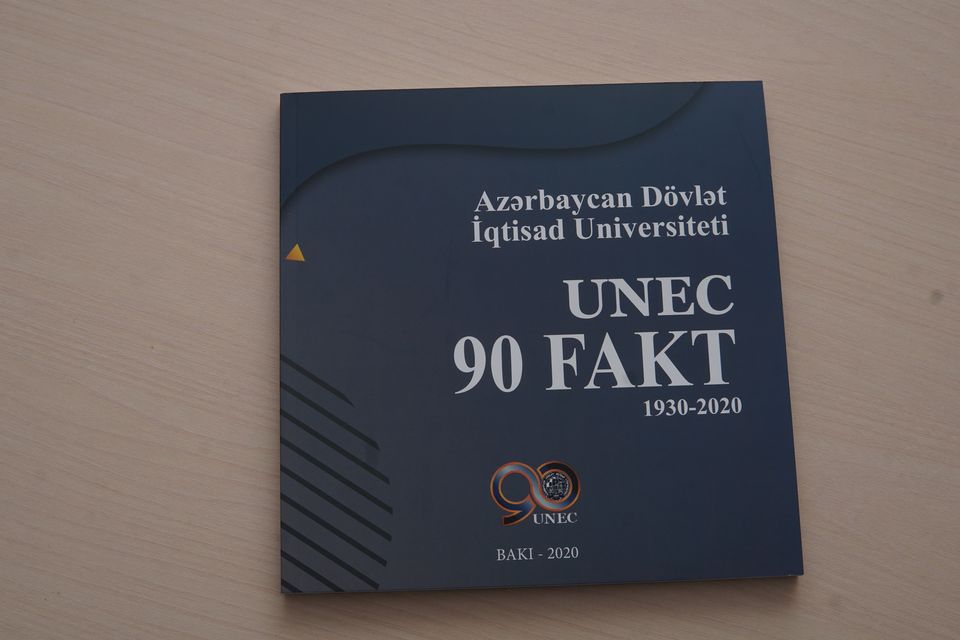 Azərbaycan Dövlət
İqtisad Universiteti
UNEC
90 FAKT
1930-2020
90
UNEC
BAKI - 2020